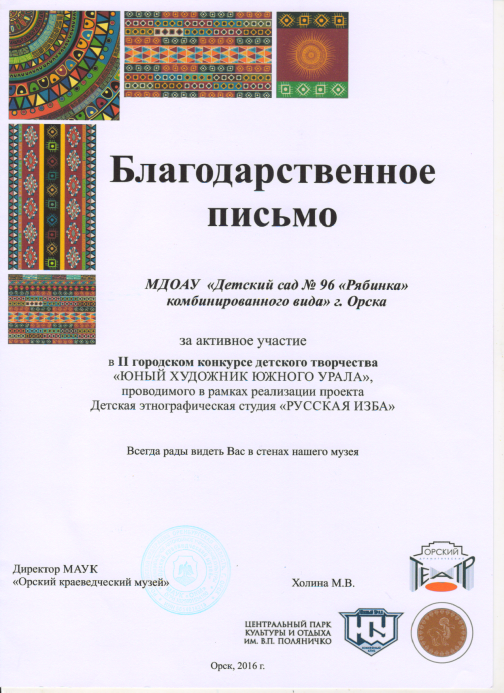 Благодарственное
письмо
МДОАУ «Детский сад № 96 «Рябинка»
комбинированного вида» г. Орска
за активное участие
в II городском конкурсе детского творчества
«ЮНЫЙ ХУДОЖНИК ЮЖНОГО УРАЛА»,
проводимого в рамках реализации проекта
Детская этнографическая студия «РУССКАЯ ИЗБА»
Всегда рады видеть Вас в стенах нашего музея
Директор МАУК
«Орский краеведческий музей»
Холина М.В.
ОРСКИЙ
ТЕАТР
ЦЕНТРАЛЬНЫЙ ПАРК
КУЛЬТУРЫ И ОТДЫХА
ИМ. В.П. ПОЛЯНИЧКО
Орск, 2016 г.